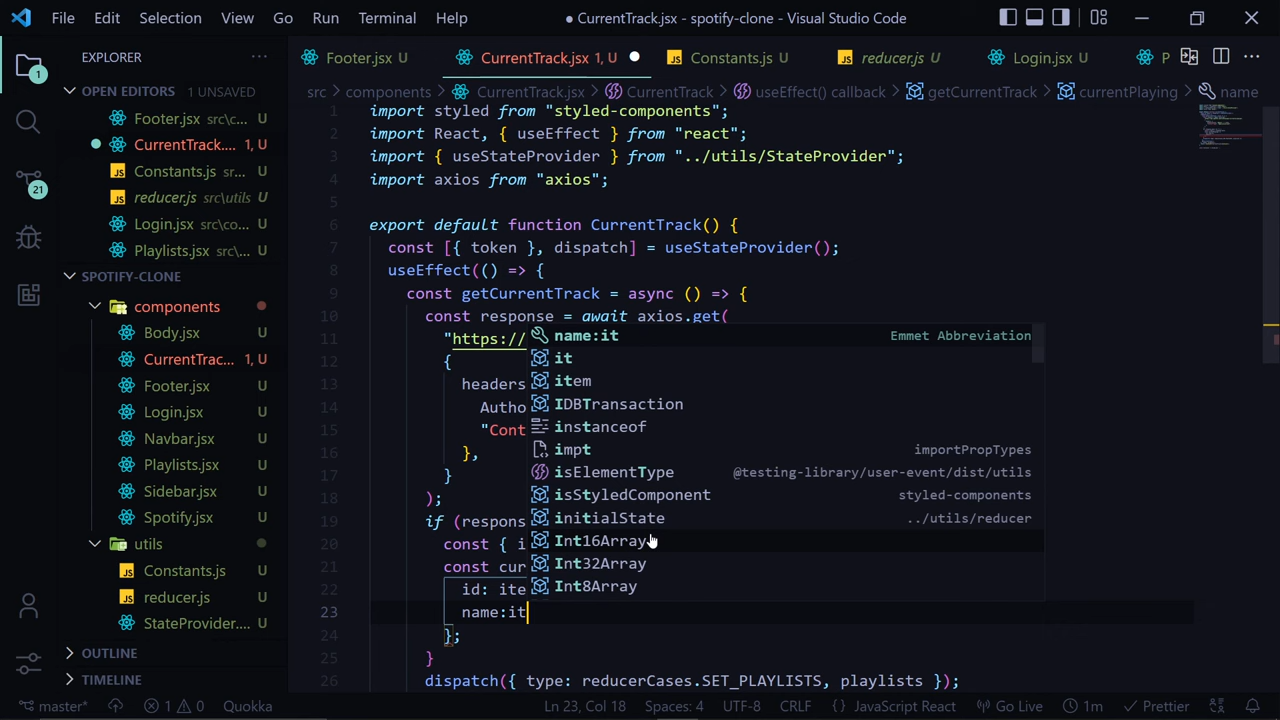 File Edit Selection View Go Run Terminal Help
● CurrentTrack.jsx - spotify-clone - Visual Studio Code
EXPLORER
OPEN EDITORS 1 UNSAVED
Footer.jsx src\c... U
CurrentTrack.... 1, U
Constants.js sr... U
reducer.js src\utils U
Login.jsx src\co... U
Playlists.jsx src\... U
SPOTIFY-CLONE
components
Body.jsx U
CurrentTrac... 1, U
Footer.jsx U
Login.jsx U
Navbar.jsx U
Playlists.jsx U
Sidebar.jsx U
Spotify.jsx U
utils
Constants.js U
reducer.js U
StateProvider.... U
OUTLINE
TIMELINE
1
21
Footer.jsx U CurrentTrack.jsx 1, U Constants.js U reducer.js U Login.jsx U P
src > components > CurrentTrack.jsx > CurrentTrack > useEffect() callback > getCurrentTrack > currentPlaying > name
1 import styled from "styled-components";
2 import React, { useEffect } from "react";
3 import { useStateProvider } from "../utils/StateProvider";
4 import axios from "axios";
5
6 export default function CurrentTrack() {
7 const [{ token }, dispatch] = useStateProvider();
8 useEffect(() => {
9 const getCurrentTrack = async () => {
10 const response = await axios.get(
11 "https://
12 {
13 headers
14 Autho
15 "Cont
16 },
17 }
18 );
19 if (respons
20 const { i
21 const cur
22 id: ite
23 name:it
24 };
25 }
26 dispatch({ type: reducerCases.SET_PLAYLISTS, playlists });
name:it Emmet Abbreviation
it
item
IDBTransaction
instanceof
impt importPropTypes
isElementType @testing-library/user-event/dist/utils
isStyledComponent styled-components
initialState ../utils/reducer
Int16Array
Int32Array
Int8Array
master* 1 0 Quokka Ln 23, Col 18 Spaces: 4 UTF-8 CRLF {} JavaScript React Go Live 1m Prettier